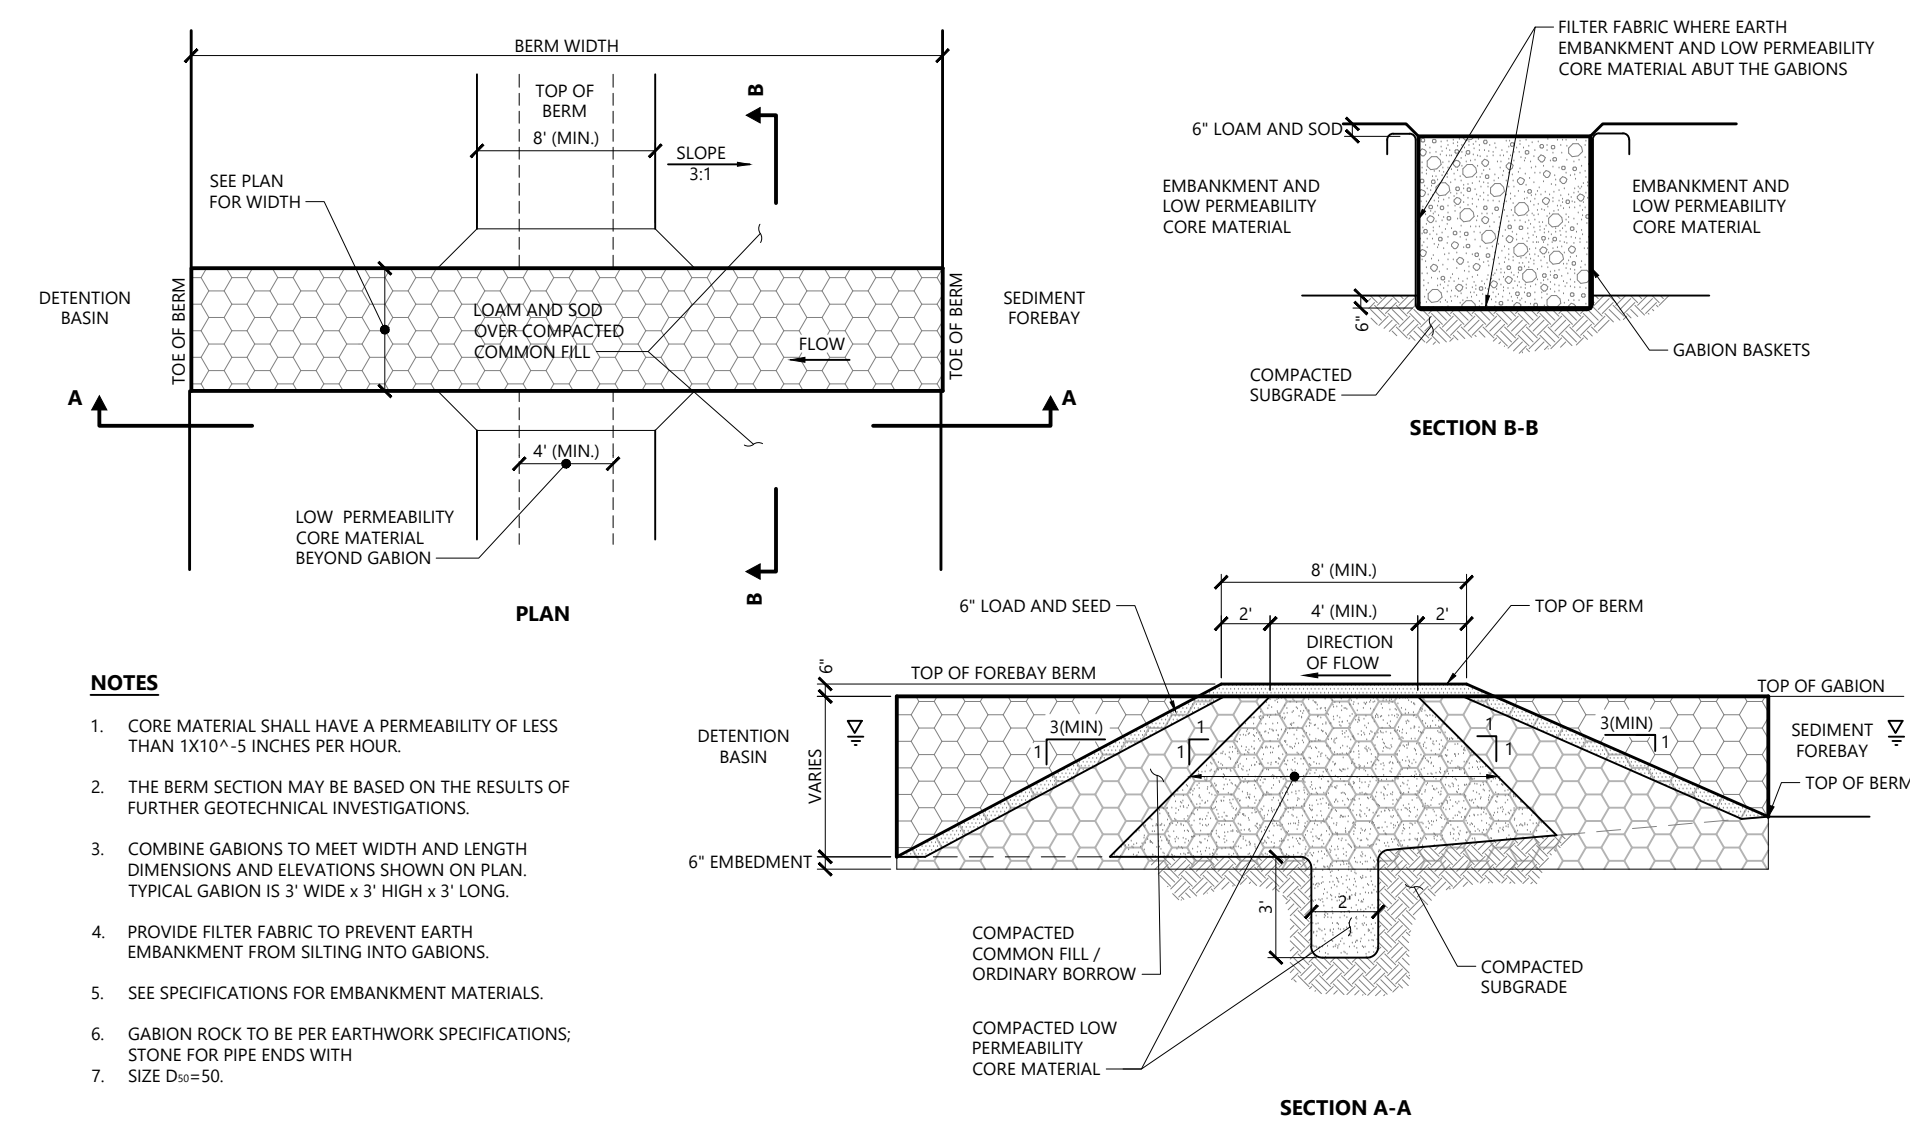 BERM WIDTH
TOP OF
BERM
8' (MIN.)
B
SLOPE
3:1
SEE PLAN
FOR WIDTH
DETENTION
BASIN
TOE OF BERM
LOAM AND SOD
OVER COMPACTED
COMMON FILL
FLOW
TOE OF BERM
SEDIMENT
FOREBAY
A
A
4' (MIN.)
LOW PERMEABILITY
CORE MATERIAL
BEYOND GABION
B
PLAN
FILTER FABRIC WHERE EARTH
EMBANKMENT AND LOW PERMEABILITY
CORE MATERIAL ABUT THE GABIONS
6" LOAM AND SOD
EMBANKMENT AND
LOW PERMEABILITY
CORE MATERIAL
EMBANKMENT AND
LOW PERMEABILITY
CORE MATERIAL
6"
GABION BASKETS
COMPACTED
SUBGRADE
SECTION B-B
NOTES
1. CORE MATERIAL SHALL HAVE A PERMEABILITY OF LESS
THAN 1X10^-5 INCHES PER HOUR.
2. THE BERM SECTION MAY BE BASED ON THE RESULTS OF
FURTHER GEOTECHNICAL INVESTIGATIONS.
3. COMBINE GABIONS TO MEET WIDTH AND LENGTH
DIMENSIONS AND ELEVATIONS SHOWN ON PLAN.
TYPICAL GABION IS 3' WIDE x 3' HIGH x 3' LONG.
4. PROVIDE FILTER FABRIC TO PREVENT EARTH
EMBANKMENT FROM SILTING INTO GABIONS.
5. SEE SPECIFICATIONS FOR EMBANKMENT MATERIALS.
6. GABION ROCK TO BE PER EARTHWORK SPECIFICATIONS;
STONE FOR PIPE ENDS WITH
7. SIZE D50=50.
8' (MIN.)
6" LOAD AND SEED
2'
4' (MIN.)
2'
TOP OF BERM
DIRECTION
OF FLOW
6"
TOP OF FOREBAY BERM
TOP OF GABION
DETENTION
BASIN
VARIES
3(MIN)
1
1
1
1
1
3(MIN)
1
SEDIMENT
FOREBAY
TOP OF BERM
6" EMBEDMENT
3'
2'
COMPACTED
COMMON FILL /
ORDINARY BORROW
COMPACTED
SUBGRADE
COMPACTED LOW
PERMEABILITY
CORE MATERIAL
SECTION A-A